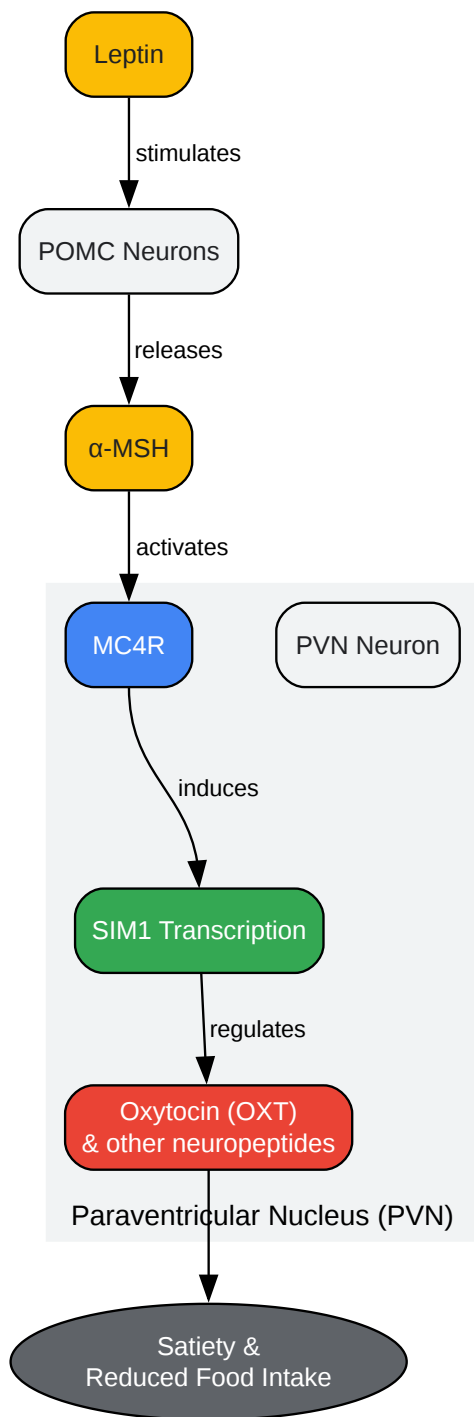 Leptin
stimulates
POMC Neurons
releases
α-MSH
activates
MC4R
PVN Neuron
induces
SIM1 Transcription
regulates
Oxytocin (OXT)
& other neuropeptides
Paraventricular Nucleus (PVN)
Satiety &
Reduced Food Intake